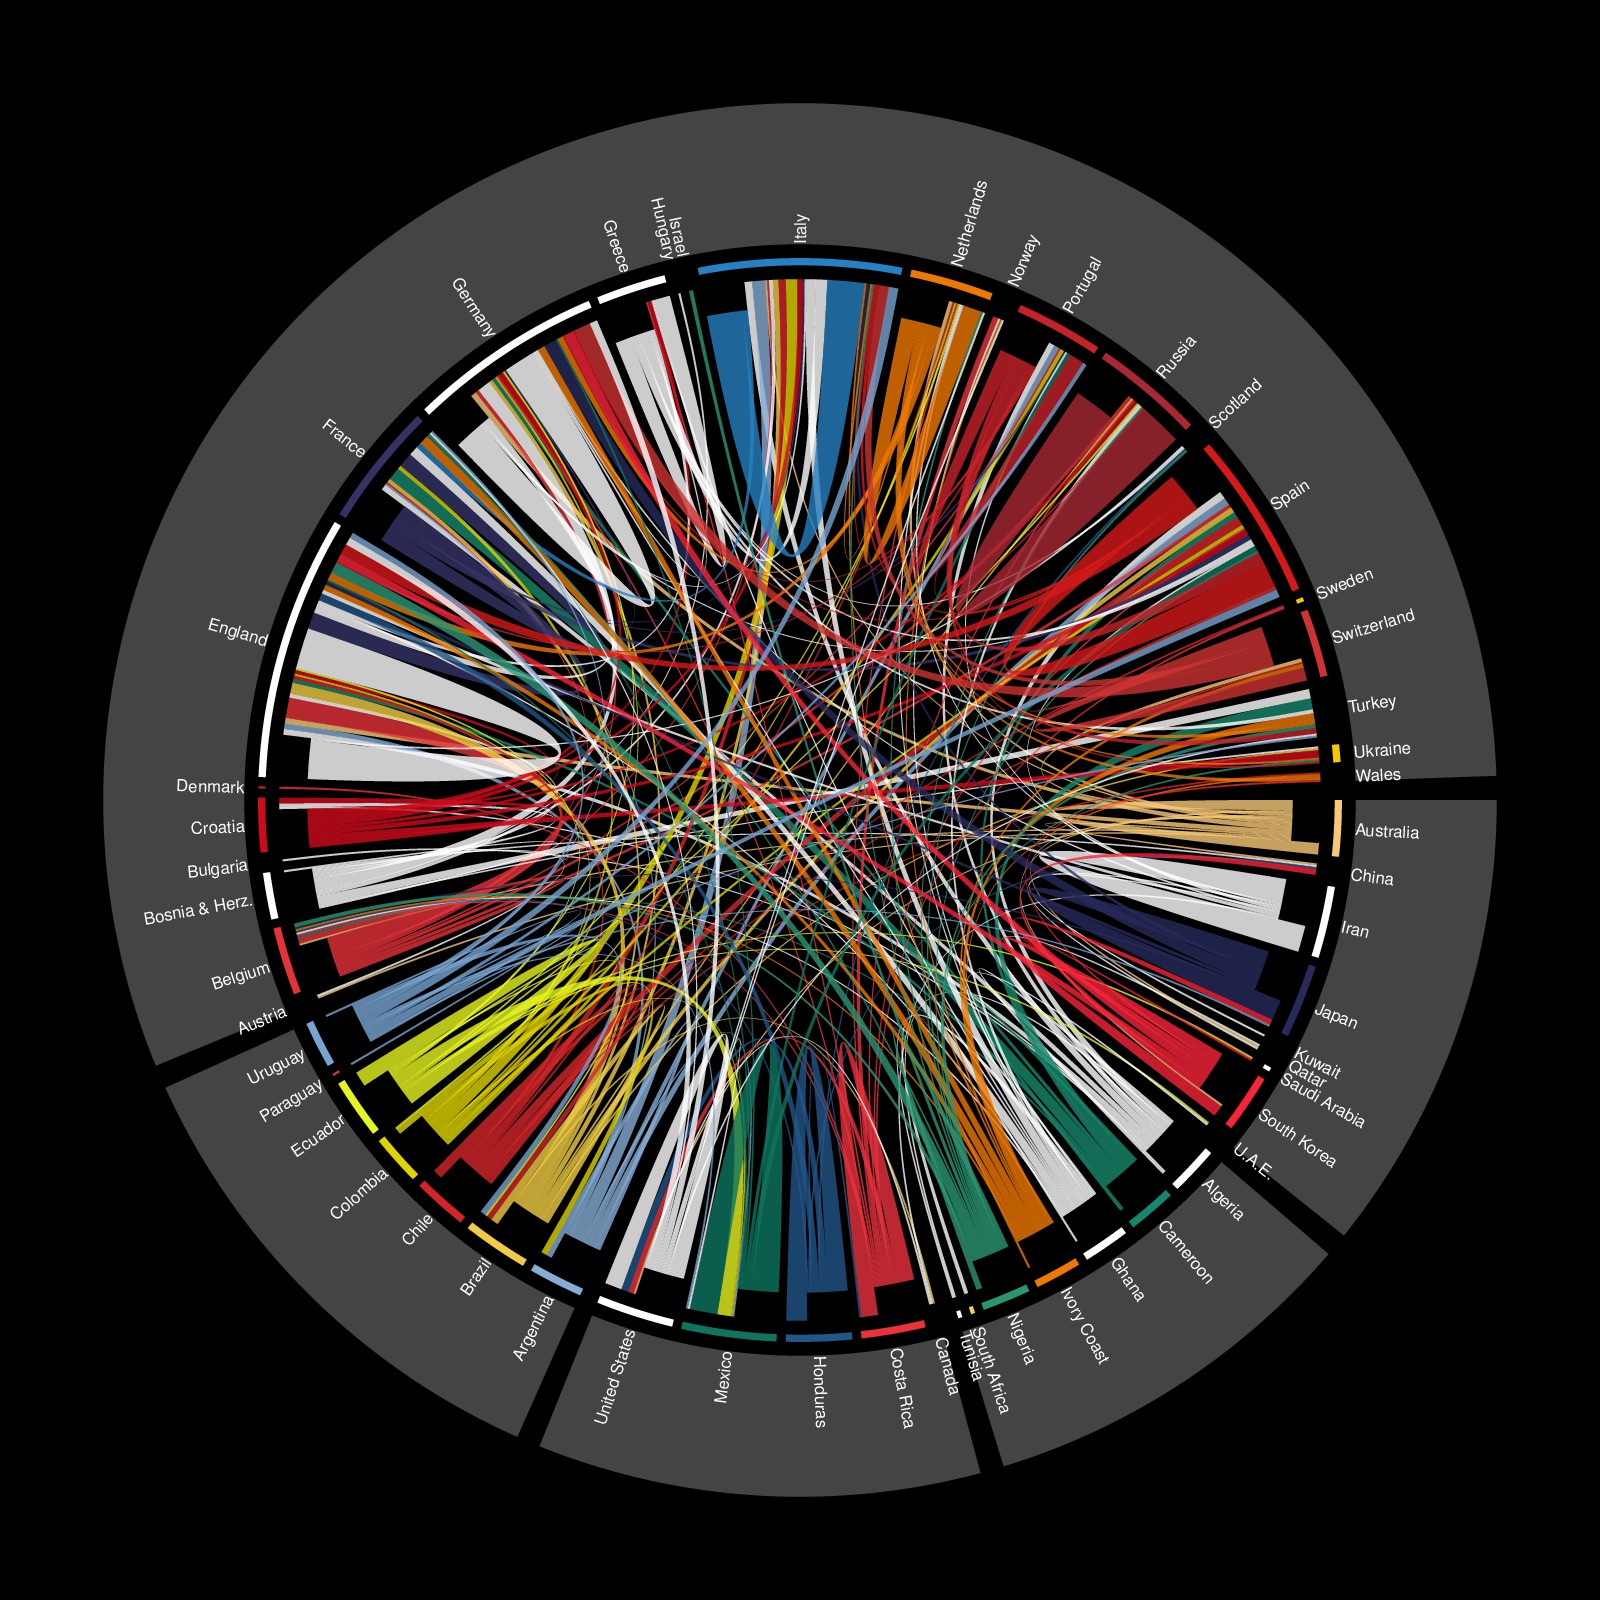 Italy
Netherlands
Norway
Portugal
Russia
Scotland
Spain
Sweden
Switzerland
Turkey
Ukraine
Wales
Australia
China
Iran
Japan
Kuwait
Qatar
Saudi Arabia
South Korea
U.A.E.
Algeria
Cameroon
Ghana
Ivory Coast
Nigeria
South Africa
Tunisia
Canada
Costa Rica
Honduras
Mexico
United States
Argentina
Brazil
Chile
Colombia
Ecuador
Paraguay
Uruguay
Austria
Belgium
Bosnia & Herz.
Bulgaria
Croatia
Denmark
England
France
Germany
Greece
Hungary
Israel